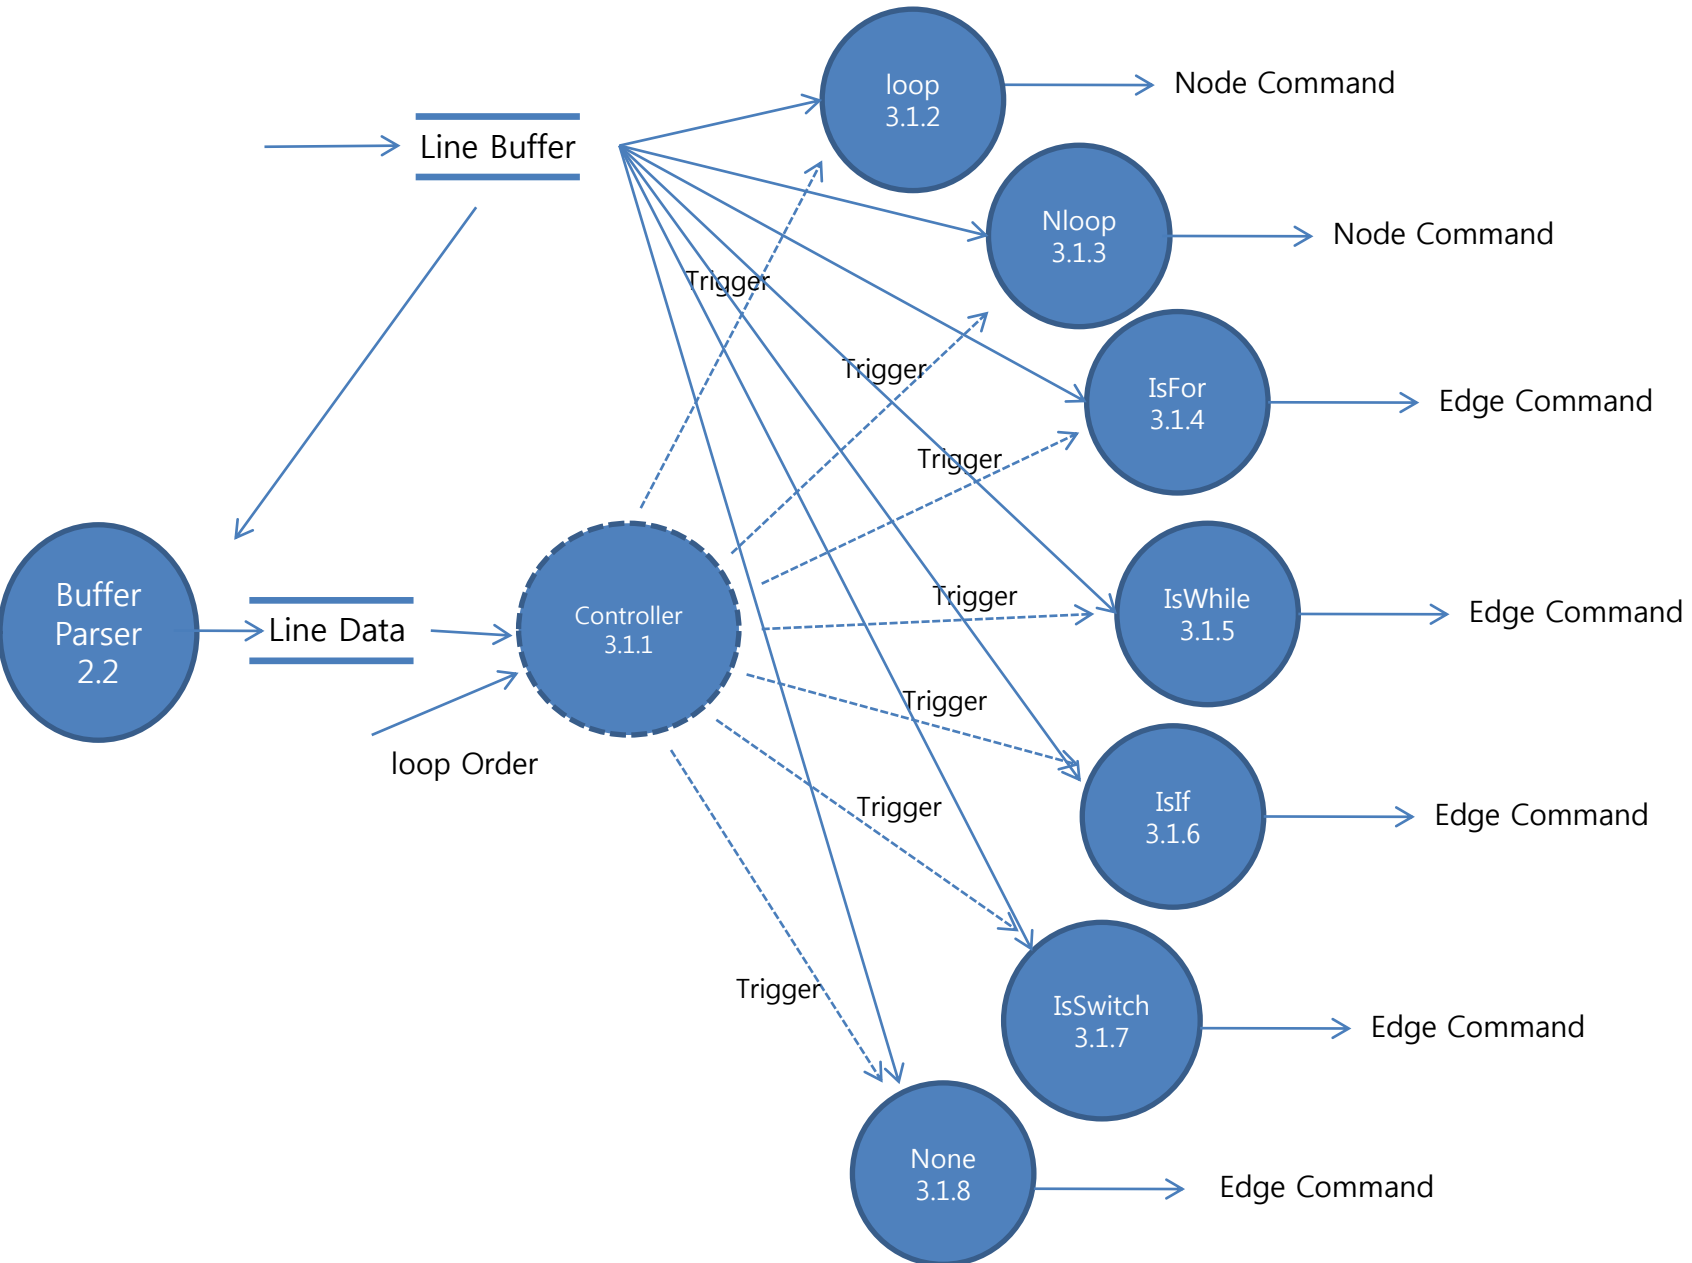 loop
3.1.2
Node Command
Line Buffer
Nloop
3.1.3
Node Command
Trigger
Trigger
IsFor
3.1.4
Edge Command
Trigger
Buffer
Parser
2.2
Line Data
Controller
3.1.1
Trigger
IsWhile
3.1.5
Edge Command
loop Order
Trigger
IsIf
3.1.6
Edge Command
Trigger
IsSwitch
3.1.7
Edge Command
Trigger
None
3.1.8
Edge Command